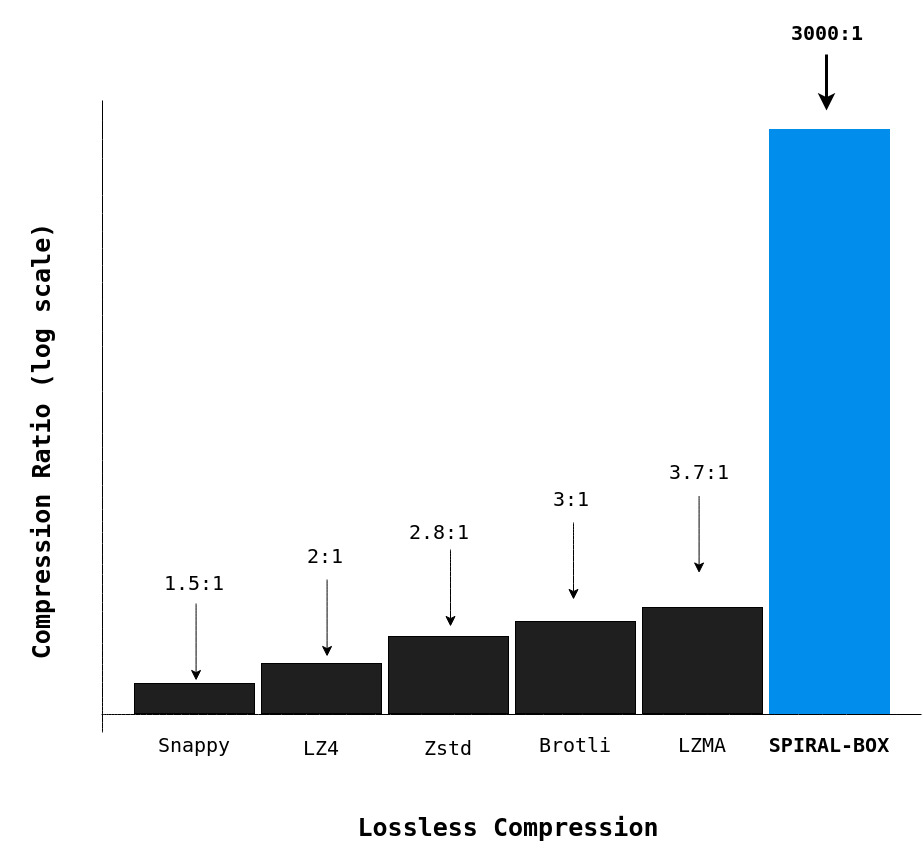 3000:1
Compression Ratio (log scale)
3.7:1
3:1
2.8:1
2:1
1.5:1
Snappy
LZ4
Zstd
Brotli
LZMA
SPIRAL-BOX
Lossless Compression